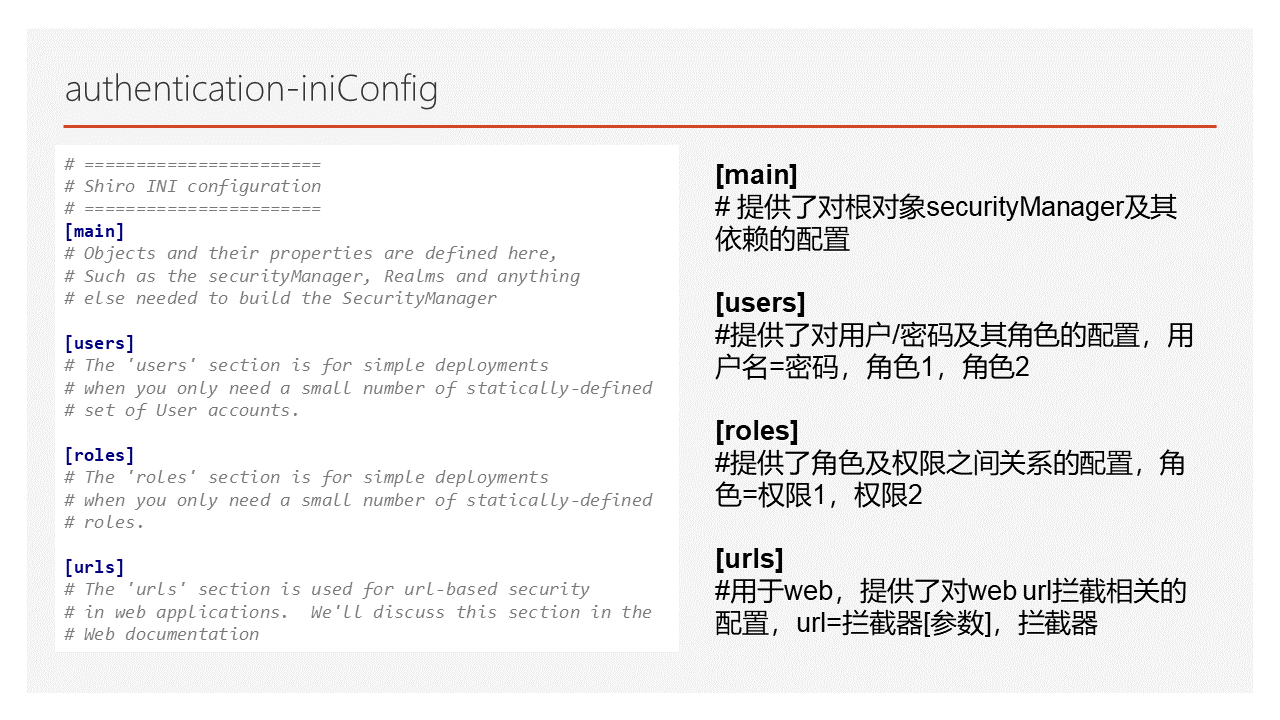 authentication-iniConfig
# =======================
# Shiro INI configuration
# =======================
[main]
# Objects and their properties are defined here,
# Such as the securityManager, Realms and anything
# else needed to build the SecurityManager
[users]
# The 'users' section is for simple deployments
# when you only need a small number of statically-defined
# set of User accounts.
[roles]
# The 'roles' section is for simple deployments
# when you only need a small number of statically-defined
# roles.
[urls]
# The 'urls' section is used for url-based security
# in web applications.  We'll discuss this section in the
# Web documentation
[main]
# 提供了对根对象securityManager及其
依赖的配置
[users]
#提供了对用户/密码及其角色的配置，用
户名=密码，角色1，角色2
[roles]
#提供了角色及权限之间关系的配置，角
色=权限1，权限2
[urls]
#用于web，提供了对web url拦截相关的
配置，url=拦截器[参数]，拦截器